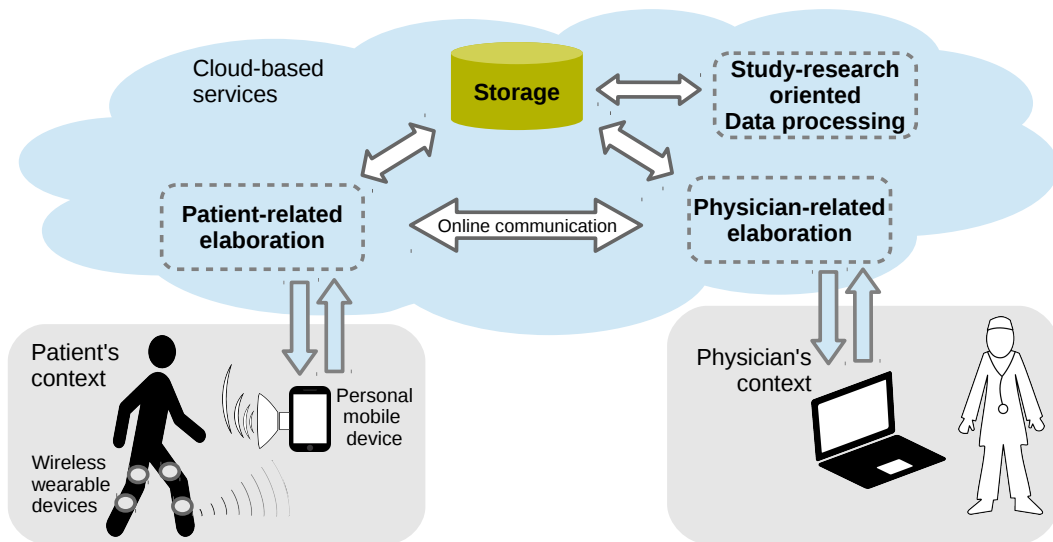 Cloud-based
services
Storage
Study-research
oriented
Data processing
Patient-related
elaboration
Online communication
Physician-related
elaboration
Patient's
context
Personal
mobile
device
Wireless
wearable
devices
Physician's
context